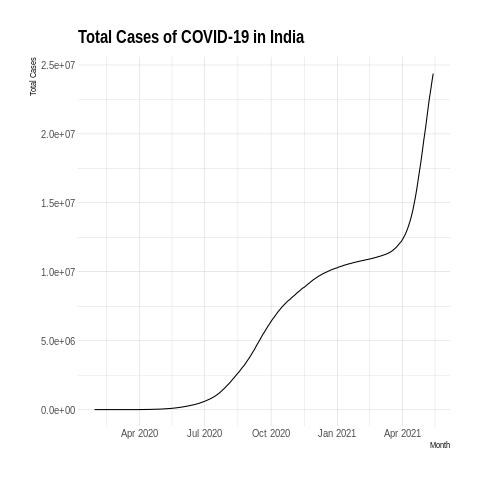 Total Cases of COVID-19 in India
Total Cases
2.5e+07
2.0e+07
1.5e+07
1.0e+07
5.0e+06
0.0e+00
Apr 2020 Jul 2020 Oct 2020 Jan 2021 Apr 2021
Month